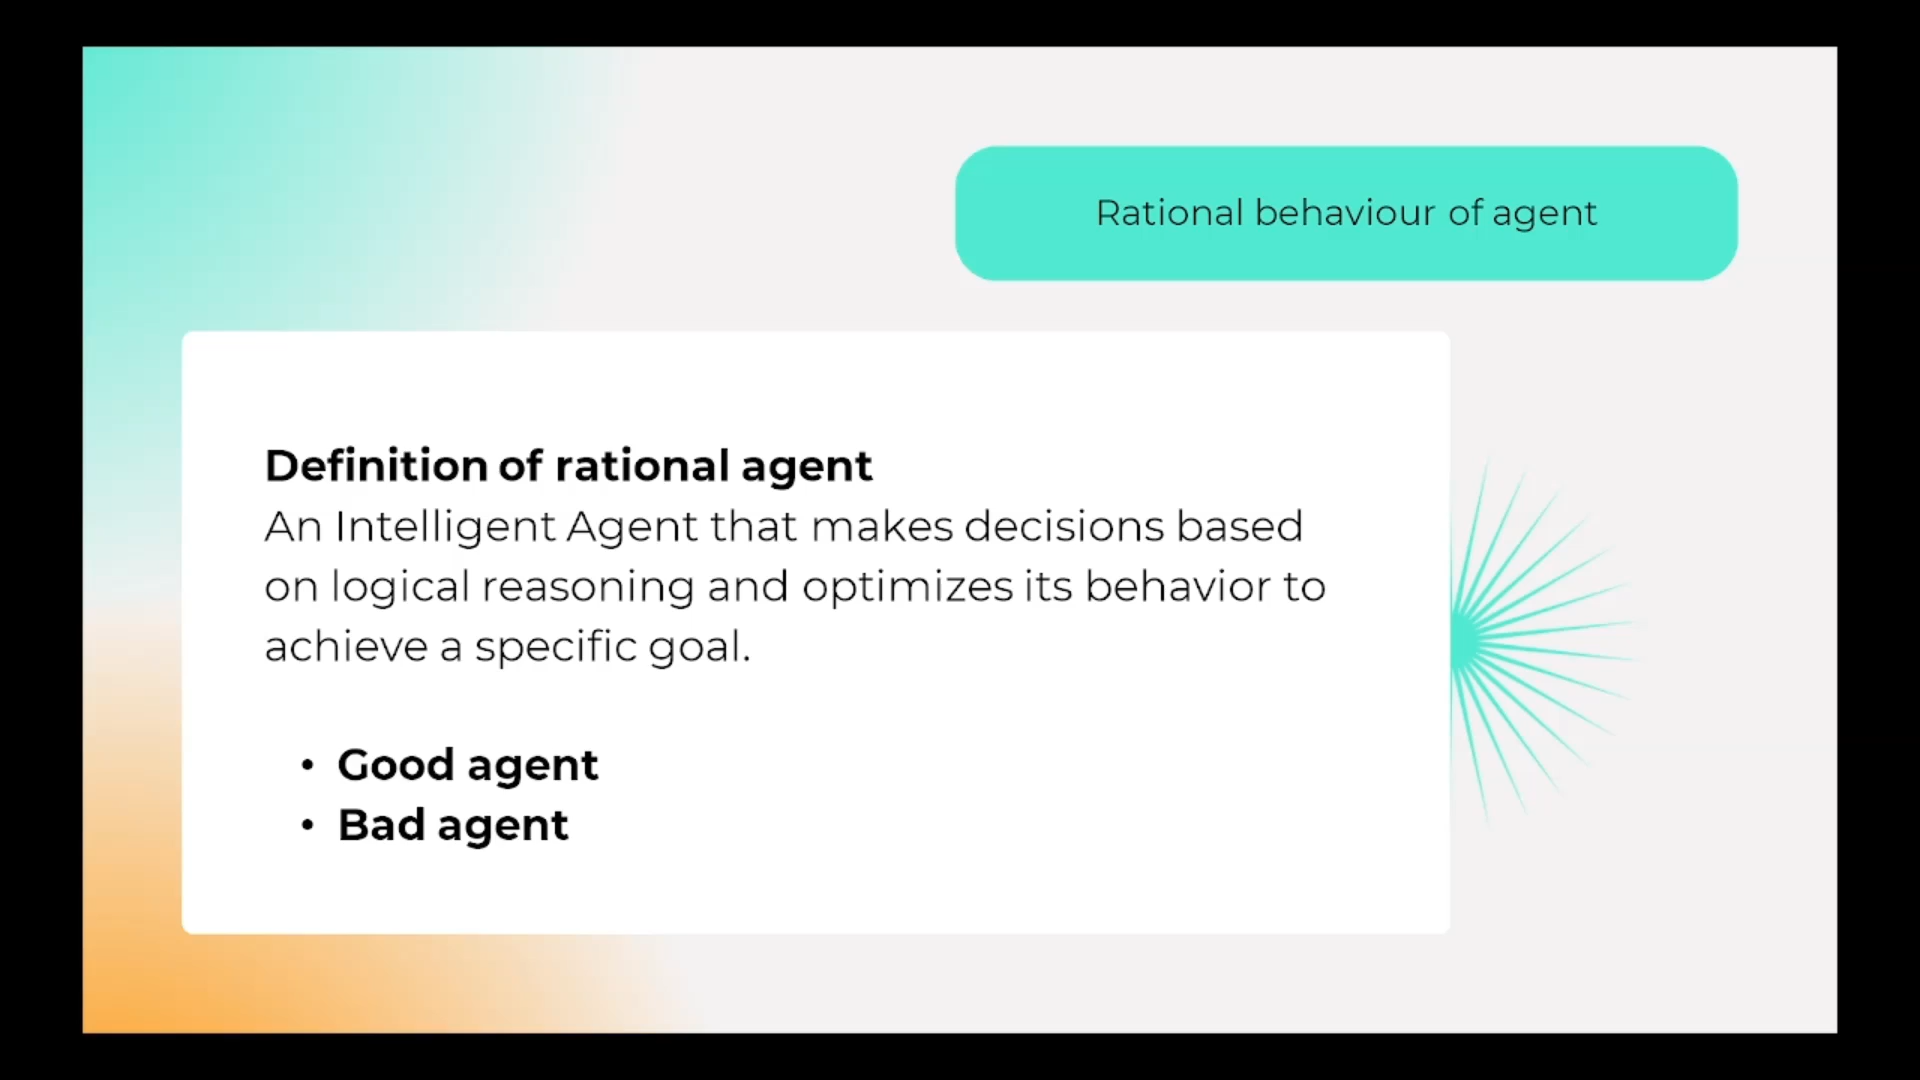 Rational behaviour of agent
Definition of rational agent
An Intelligent Agent that makes decisions based
on logical reasoning and optimizes its behavior to
achieve a specific goal.
• Good agent
• Bad agent